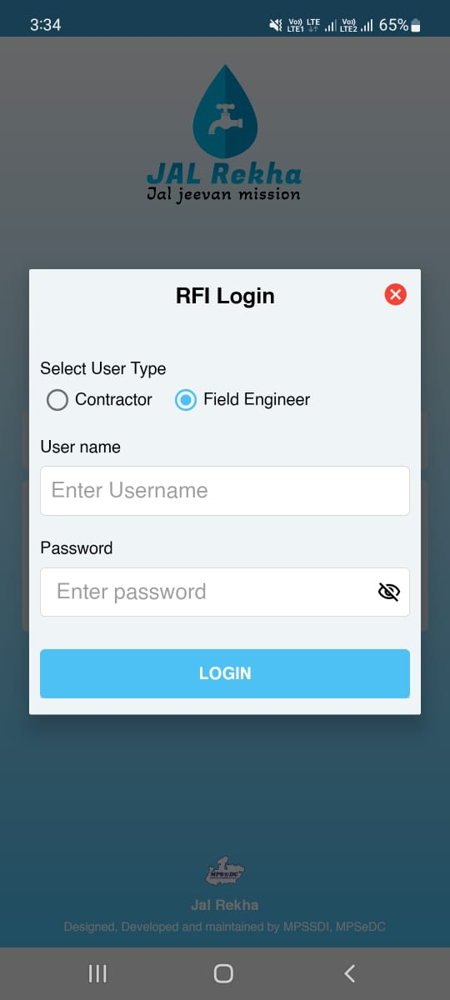 3:34
Vo)) LTE
LTE1
Vo))
LTE2
65%
JAL Rekha
Jal jeevan mission
RFI Login
Select User Type
Contractor Field Engineer
User name
Enter Username
Password
Enter password
LOGIN
MPSeDC
Jal Rekha
Designed, Developed and maintained by MPSSDI, MPSeDC